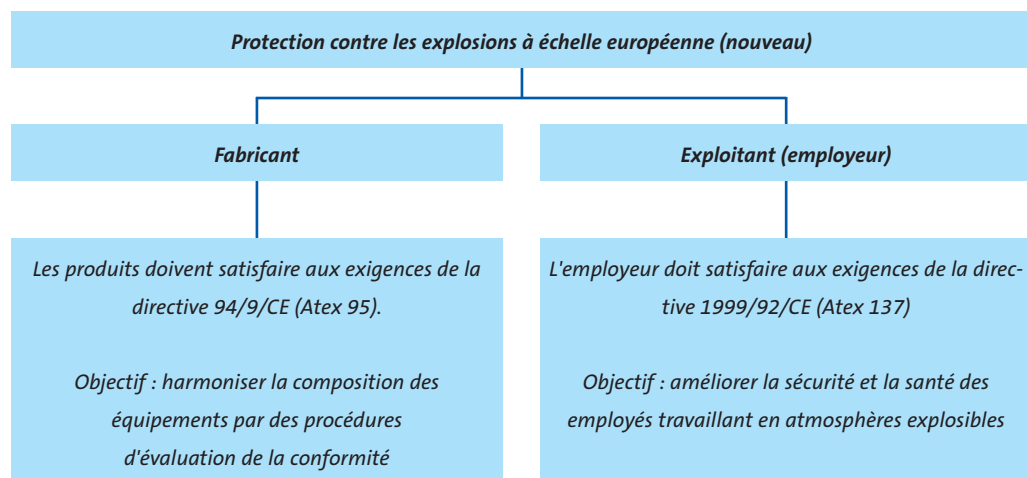 Protection contre les explosions à échelle européenne (nouveau)
Fabricant
Exploitant (employeur)
Les produits doivent satisfaire aux exigences de la
directive 94/9/CE (Atex 95).
Objectif : harmoniser la composition des
équipements par des procédures
d'évaluation de la conformité
L'employeur doit satisfaire aux exigences de la direc-
tive 1999/92/CE (Atex 137)
Objectif : améliorer la sécurité et la santé des
employés travaillant en atmosphères explosibles